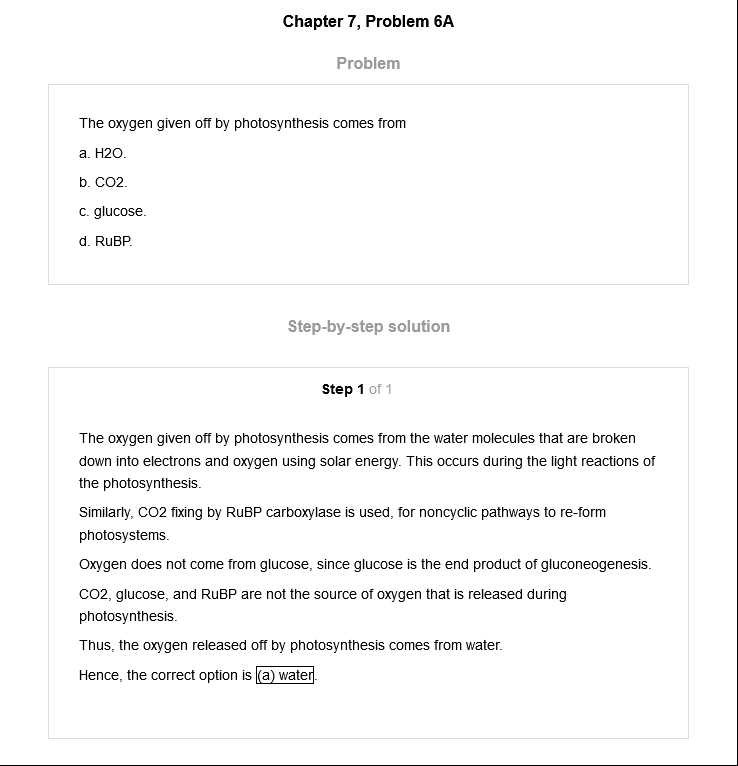 Chapter 7, Problem 6A
Problem
The oxygen given off by photosynthesis comes from
a. H2O.
b. CO2.
c. glucose.
d. RuBP.
Step-by-step solution
Step 1 of 1
The oxygen given off by photosynthesis comes from the water molecules that are broken
down into electrons and oxygen using solar energy. This occurs during the light reactions of
the photosynthesis.
Similarly, CO2 fixing by RuBP carboxylase is used, for noncyclic pathways to re-form
photosystems.
Oxygen does not come from glucose, since glucose is the end product of gluconeogenesis.
CO2, glucose, and RuBP are not the source of oxygen that is released during
photosynthesis.
Thus, the oxygen released off by photosynthesis comes from water.
Hence, the correct option is (a) water.